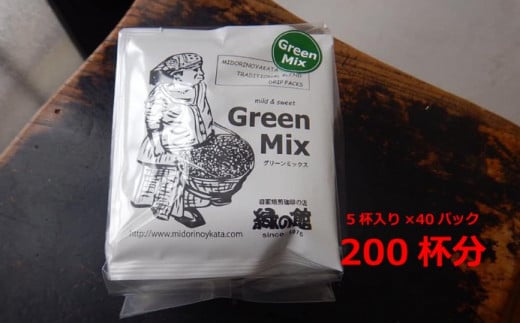 Green
Mix
MIDORINOYAKATA
TRADITIONAL BLEND
DRIP PACKS
mild & sweet
Green
Mix
グリーンミックス
自家焙煎珈琲の店
緑の館
since 1976
http://www.midorinoykata.com
5杯入り×40パック
200杯分